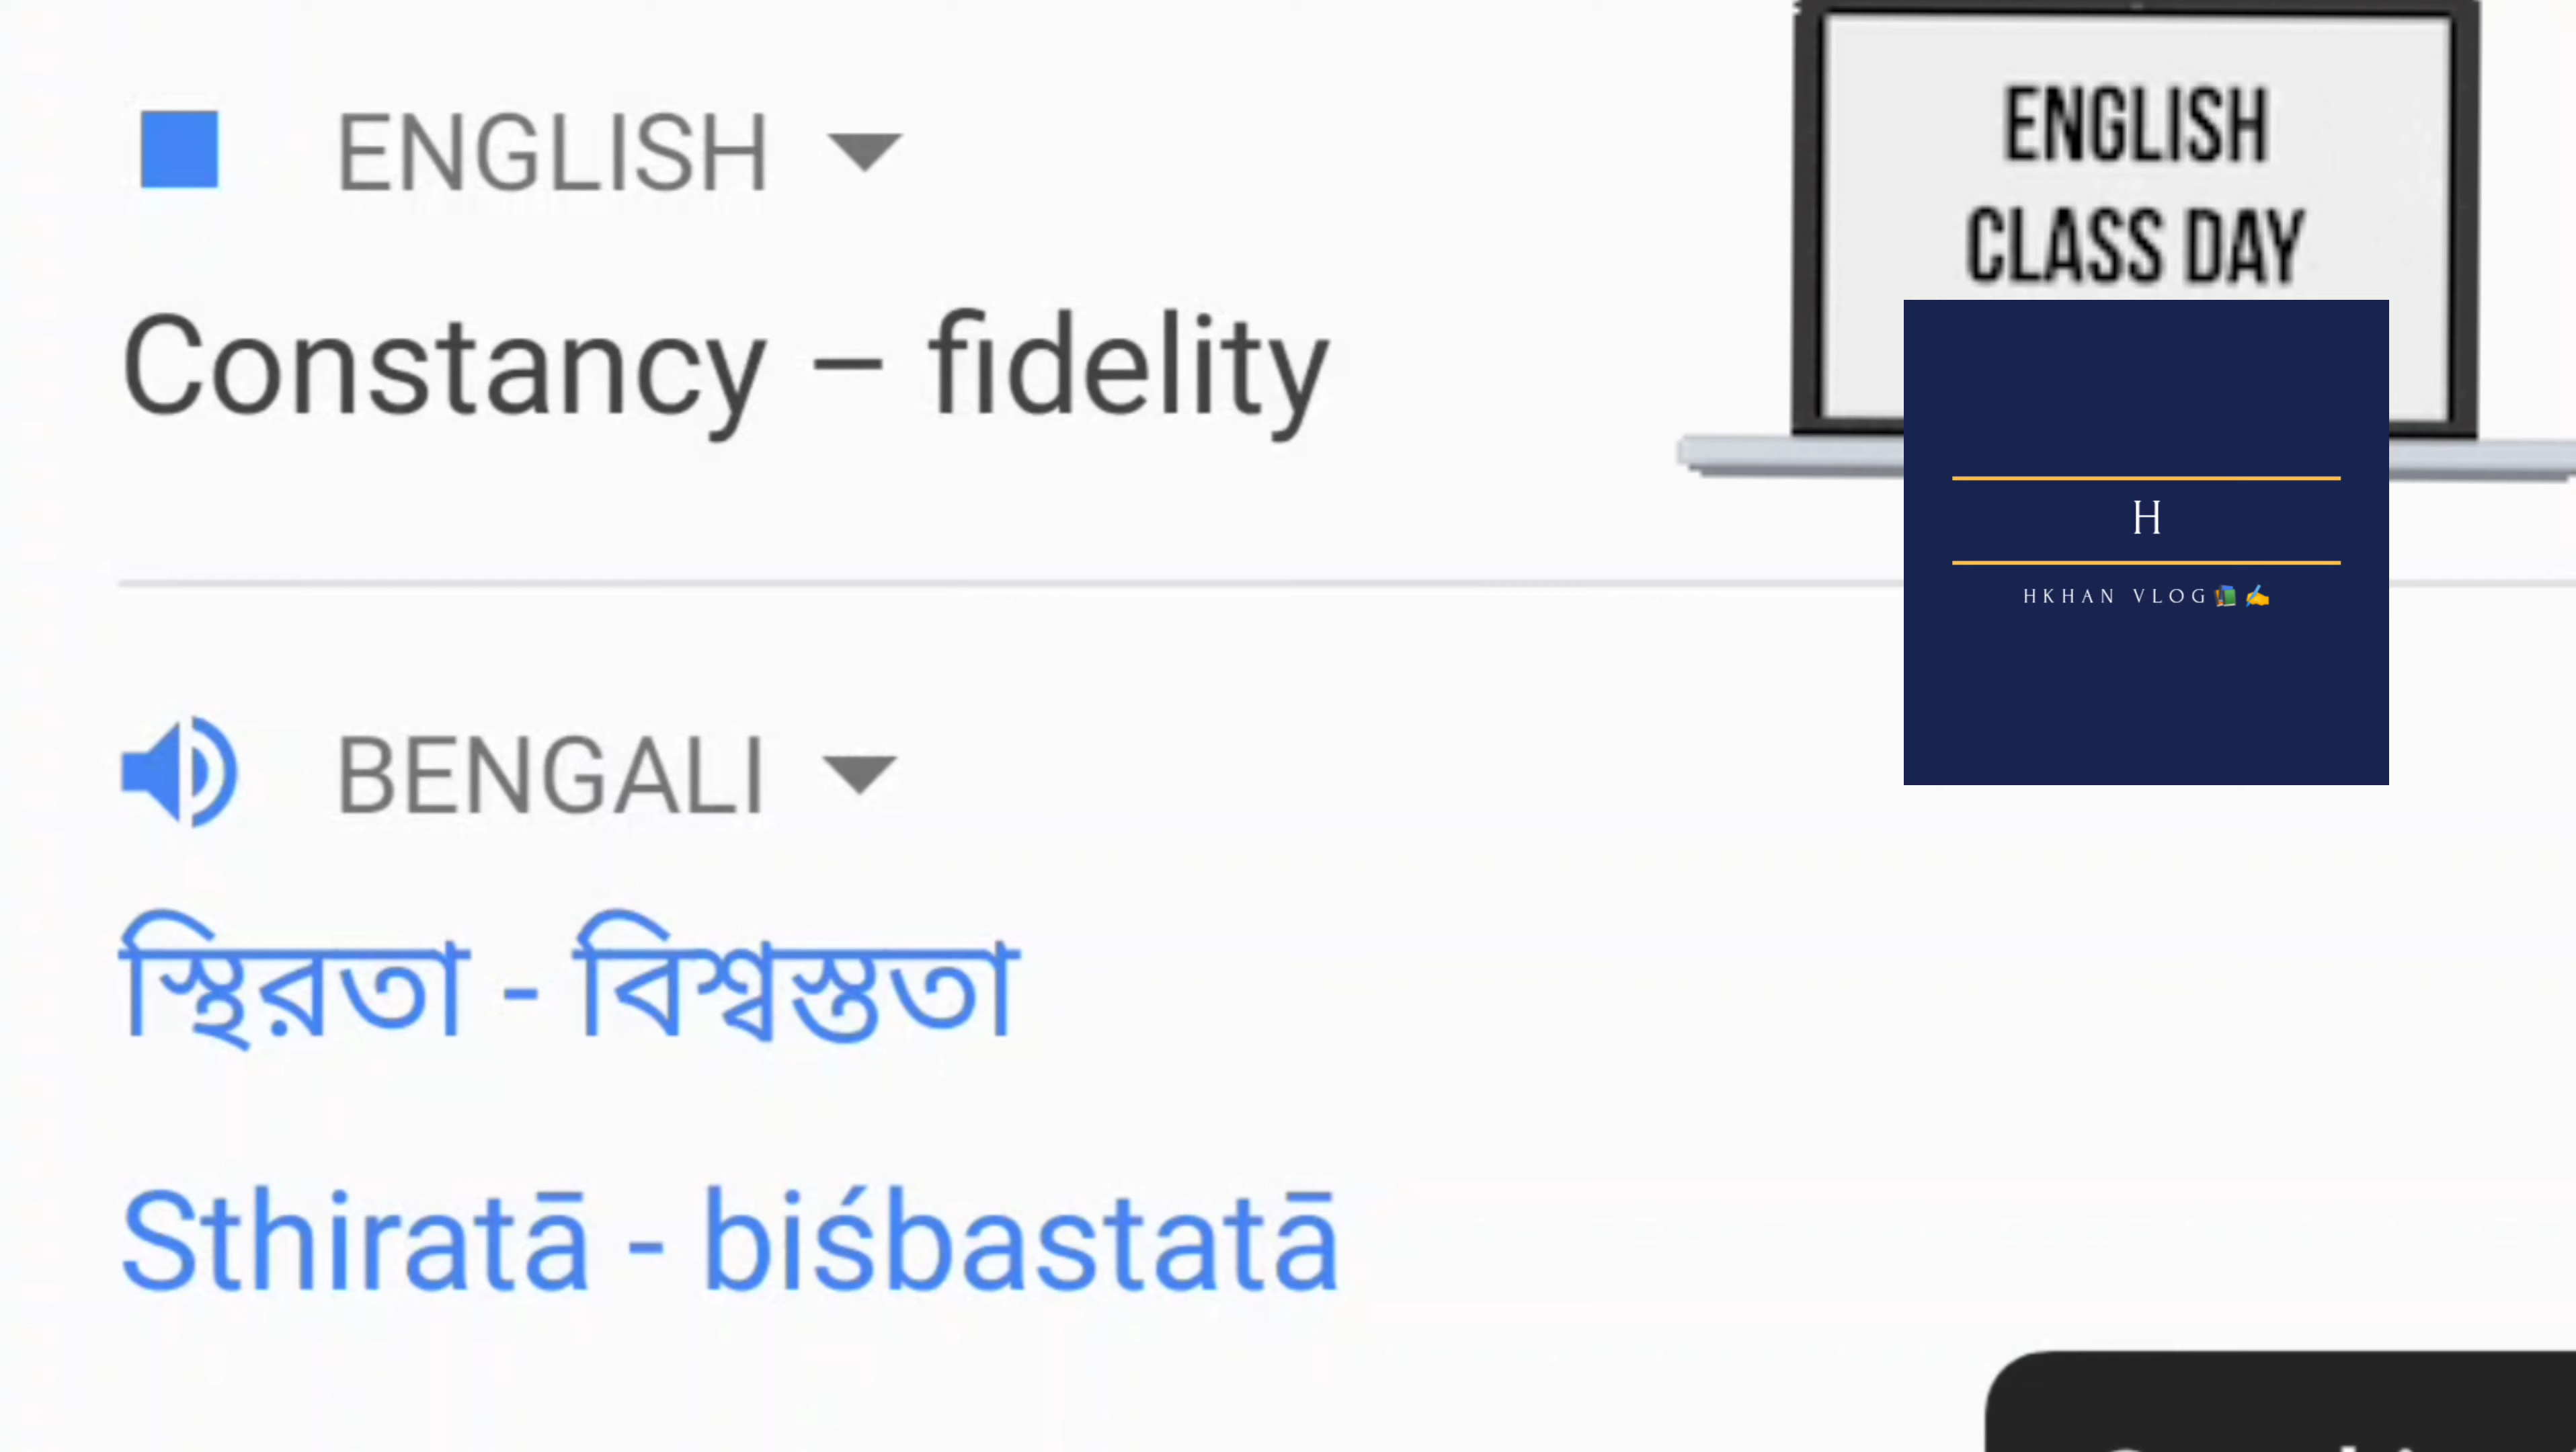 ENGLISH
Constancy – fidelity
ENGLISH
CLASS DAY
H
HKHAN VLOG📚✍️
BENGALI
স্থিরতা - বিশ্বস্ততা
Sthiratā - biśbastatā